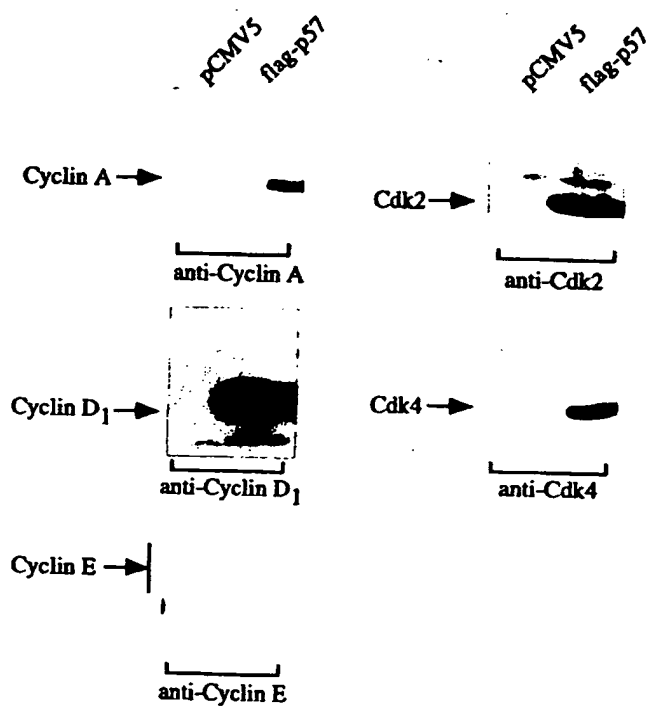 pCMV5 flag-p57
pCMV5 flag-p57
Cyclin A
anti-Cyclin A
Cdk2
anti-Cdk2
Cyclin D1
anti-Cyclin D1
Cdk4
anti-Cdk4
Cyclin E
anti-Cyclin E